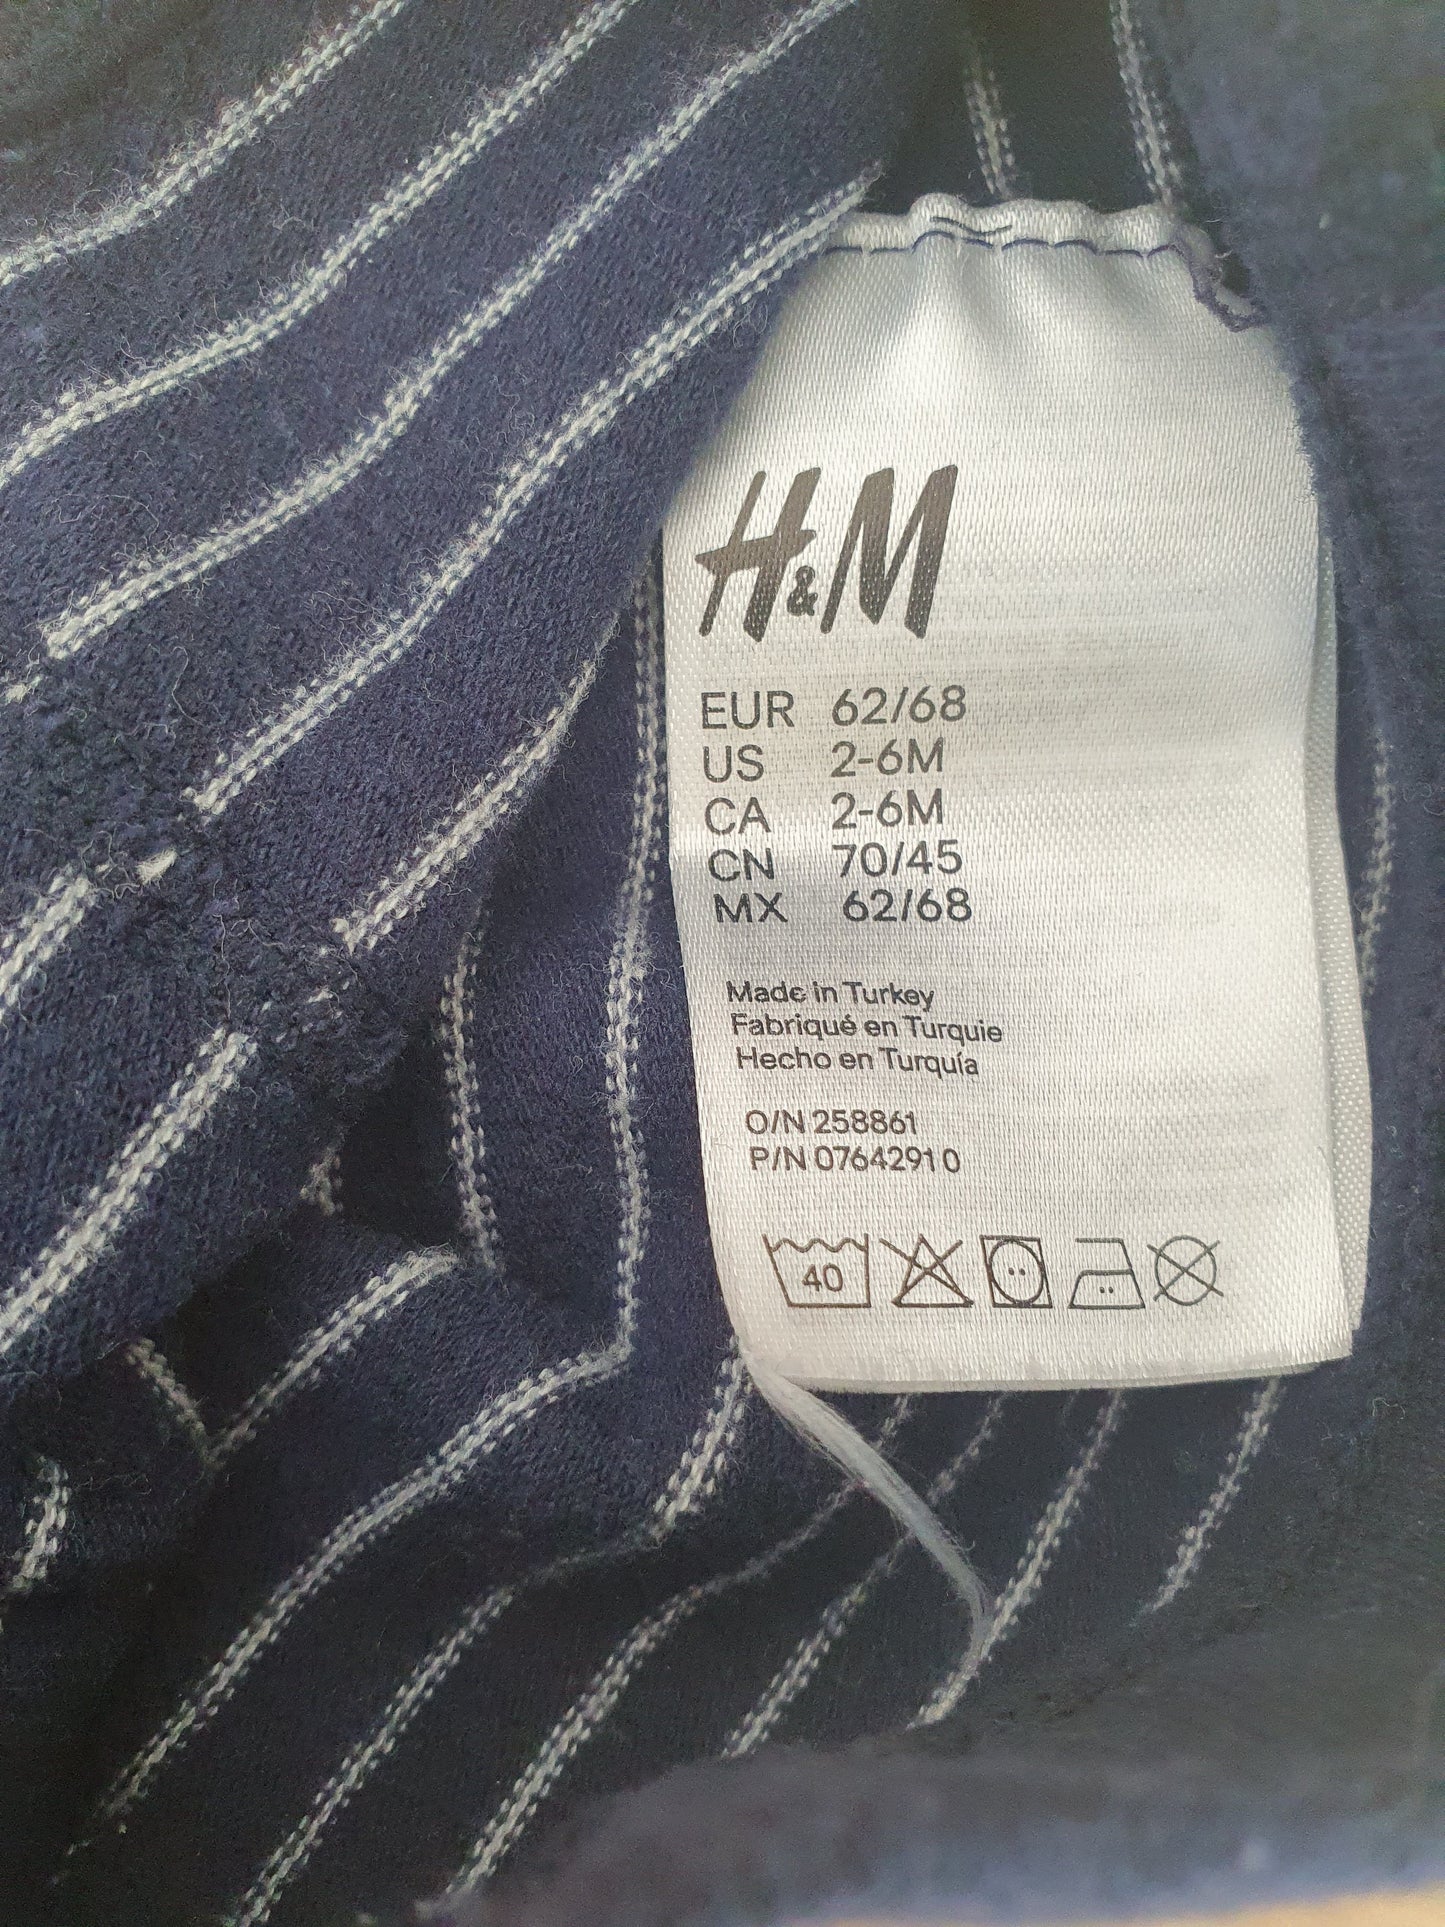 H&M
EUR 62/68
US 2-6M
CA 2-6M
CN 70/45
MX 62/68
Made in Turkey
Fabriqué en Turquie
Hecho en Turquía
O/N 258861
P/N 07642910
40